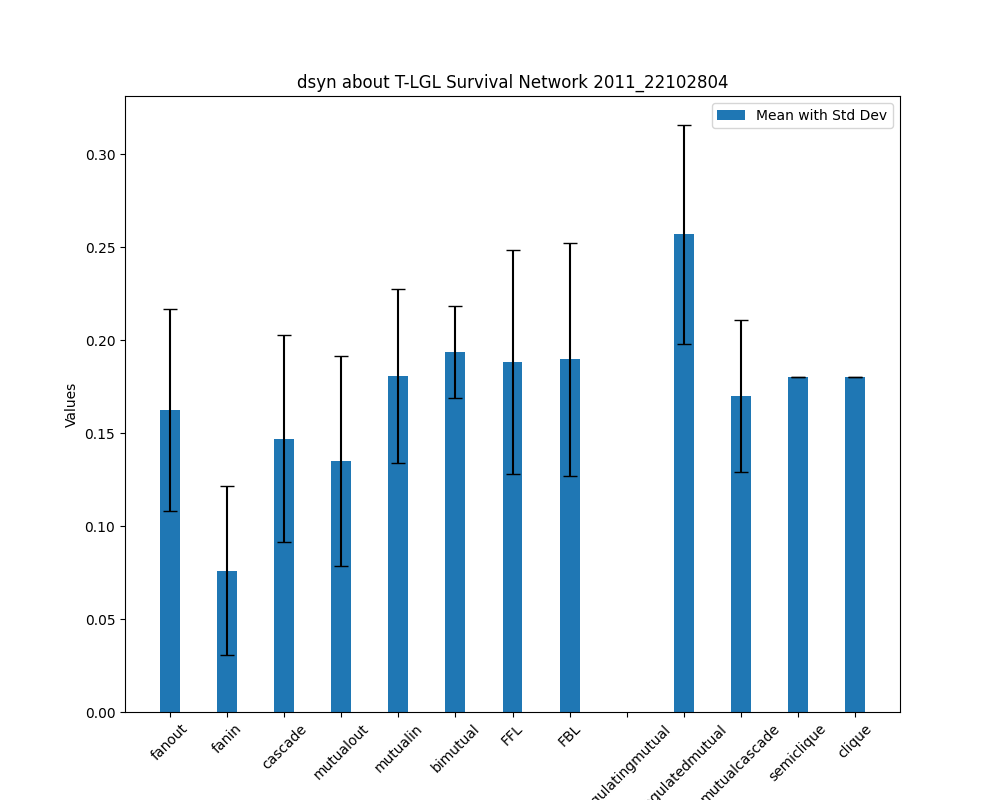 dsyn about T-LGL Survival Network 2011_22102804
Mean with Std Dev
Values
0.30
0.25
0.20
0.15
0.10
0.05
0.00
fanout
fanin
cascade
mutualout
mutualin
bimutual
FFL
FBL
gulatingmutual
gulatedmutual
mutualcascade
semiclique
clique